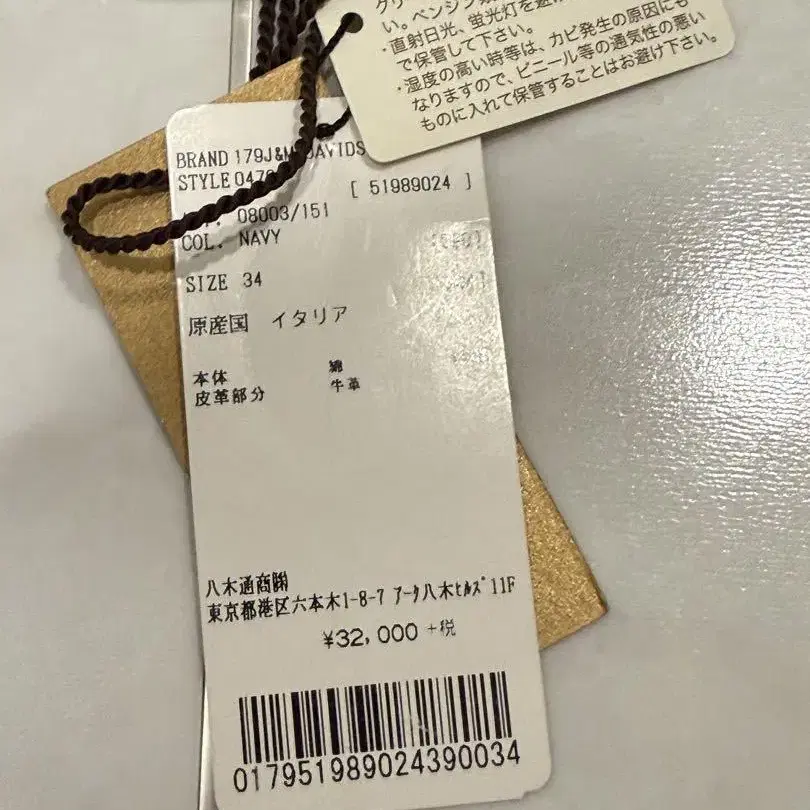 い。ベンジン
・直射日光、蛍光灯を避け
で保管して下さい。
・湿度の高い時等は、カビ発生の原因にも
なりますので、ビニール等の通気性の悪い
ものに入れて保管することはお避け下さい。
BRAND 179J&M DAVIDS
STYLE 047
[ 51989024 ]
08003/151
COL. NAVY
SIZE 34
原産国 イタリア
本体 綿
皮革部分 牛革
八木通商㈱
東京都港区六本木1-8-7 アーク八木ヒルズ11F
¥32,000 +税
017951989024390034